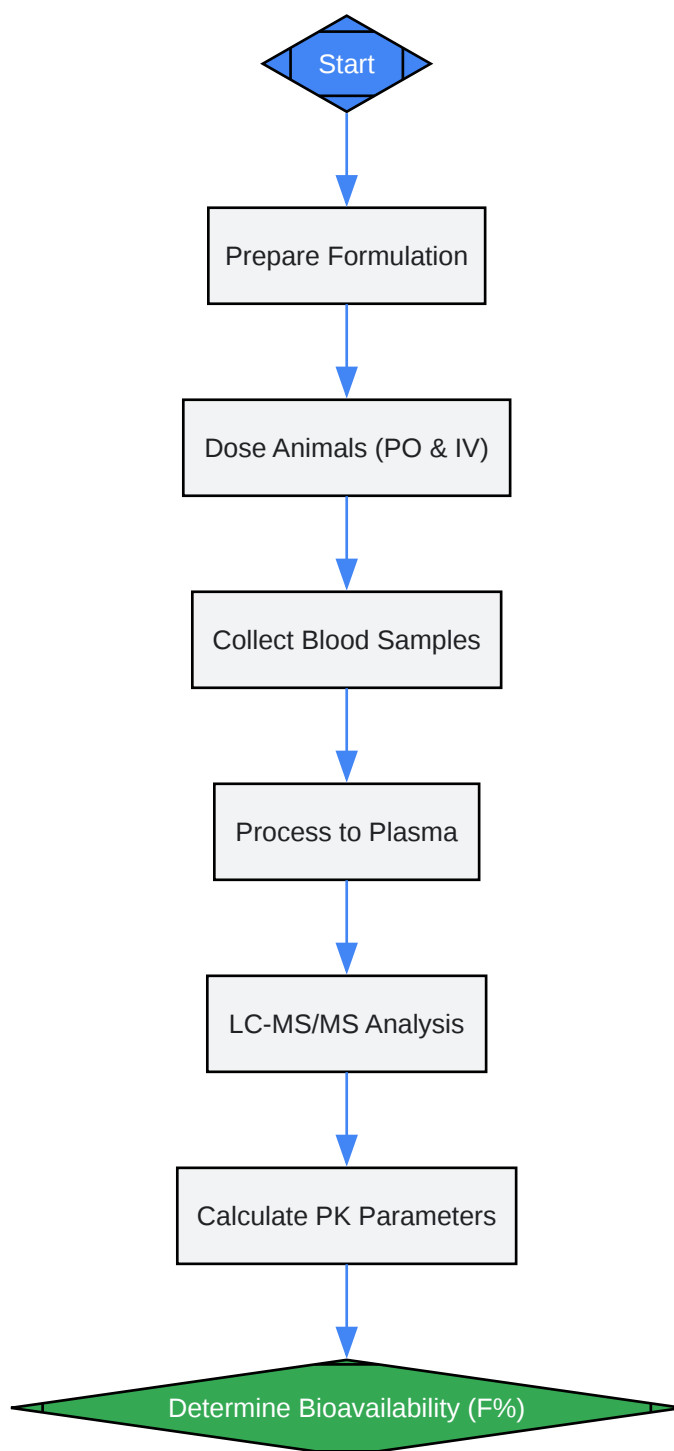 Start
Prepare Formulation
Dose Animals (PO & IV)
Collect Blood Samples
Process to Plasma
LC-MS/MS Analysis
Calculate PK Parameters
Determine Bioavailability (F%)